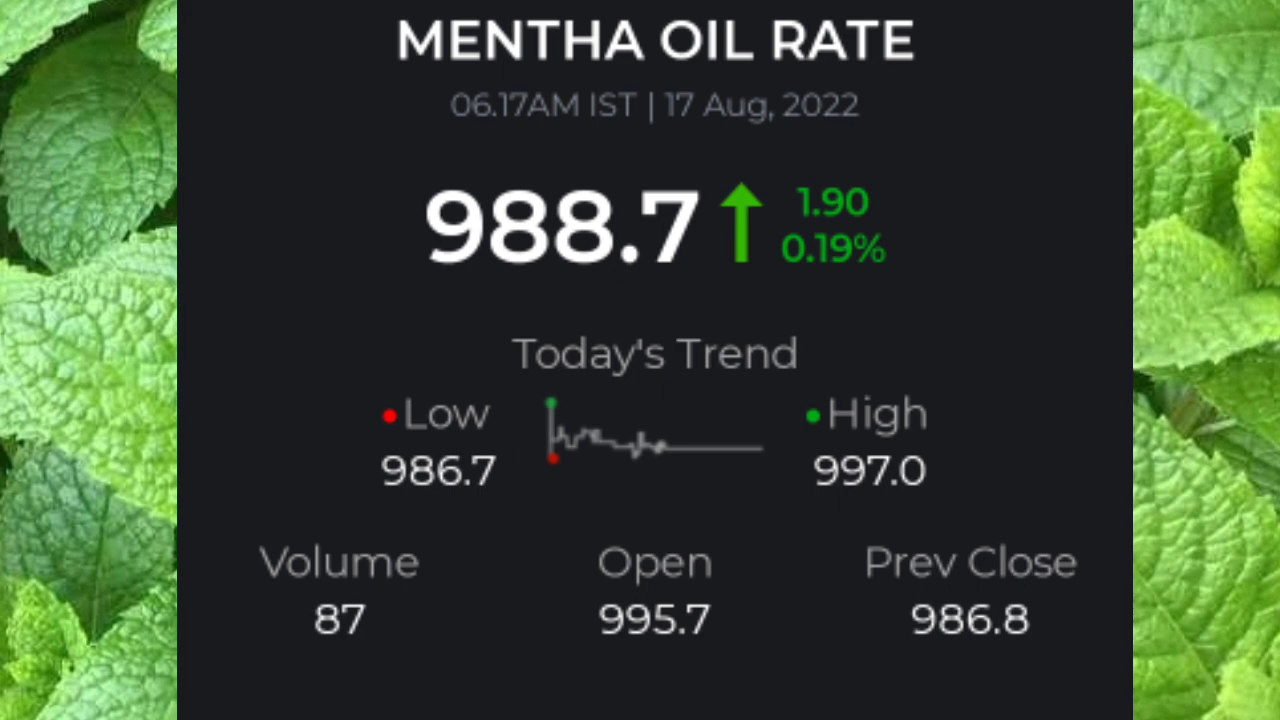 MENTHA OIL RATE
06.17AM IST | 17 Aug, 2022
988.7 1.90
0.19%
Today's Trend
Low High
986.7 997.0
Volume Open Prev Close
87 995.7 986.8